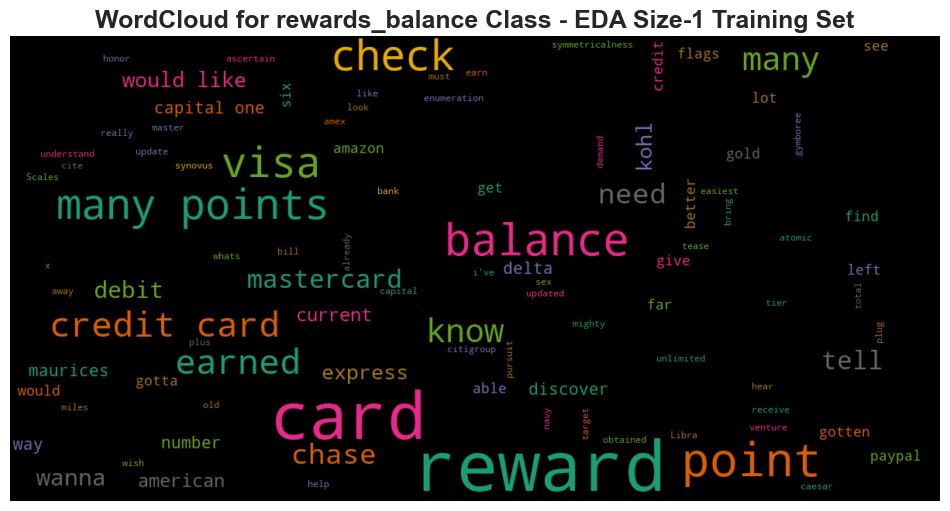 WordCloud for rewards_balance Class - EDA Size-1 Training Set
honor
ascertain
check
symmetricalness
credit
flags
many
see
would like
six
must
earn
like
enumeration
lot
capital one
look
amex
really
master
kohl
demand
gymboree
understand
update
cite
synovus
visa
amazon
gold
Scales
many points
bank
get
need
better
easiest
bring
find
balance
atomic
tease
whats
bill
already
x
i've
delta
give
left
mastercard
sex
away
debit
capital
updated
far
tier
total
credit card
current
know
mighty
plug
plus
citigroup
pursuit
earned
unlimited
tell
maurices
gotta
express
able
discover
hear
would
miles
old
card
navy
target
receive
venture
way
number
obtained
Libra
gotten
chase
reward
point
paypal
wish
wanna
american
help
caesar